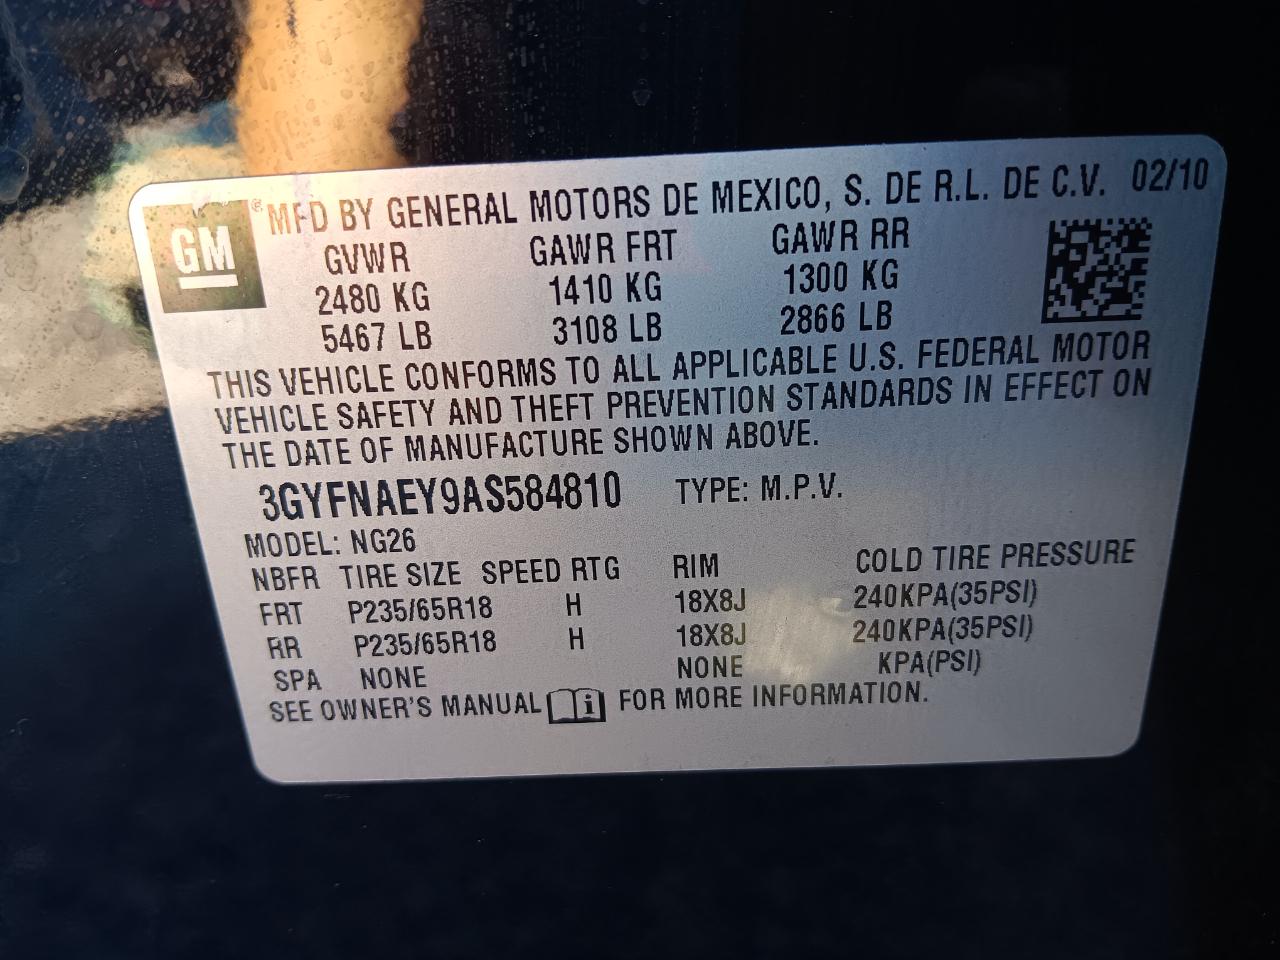 GM ® MFD BY GENERAL MOTORS DE MEXICO, S. DE R.L. DE C.V. 02/10
GVWR GAWR FRT GAWR RR
2480 KG 1410 KG 1300 KG
5467 LB 3108 LB 2866 LB
THIS VEHICLE CONFORMS TO ALL APPLICABLE U.S. FEDERAL MOTOR
VEHICLE SAFETY AND THEFT PREVENTION STANDARDS IN EFFECT ON
THE DATE OF MANUFACTURE SHOWN ABOVE.
3GYFNAEY9AS584810 TYPE: M.P.V.
MODEL: NG26
NBFR TIRE SIZE SPEED RTG RIM COLD TIRE PRESSURE
FRT P235/65R18 H 18X8J 240KPA(35PSI)
RR P235/65R18 H 18X8J 240KPA(35PSI)
SPA NONE NONE KPA(PSI)
SEE OWNER'S MANUAL i FOR MORE INFORMATION.